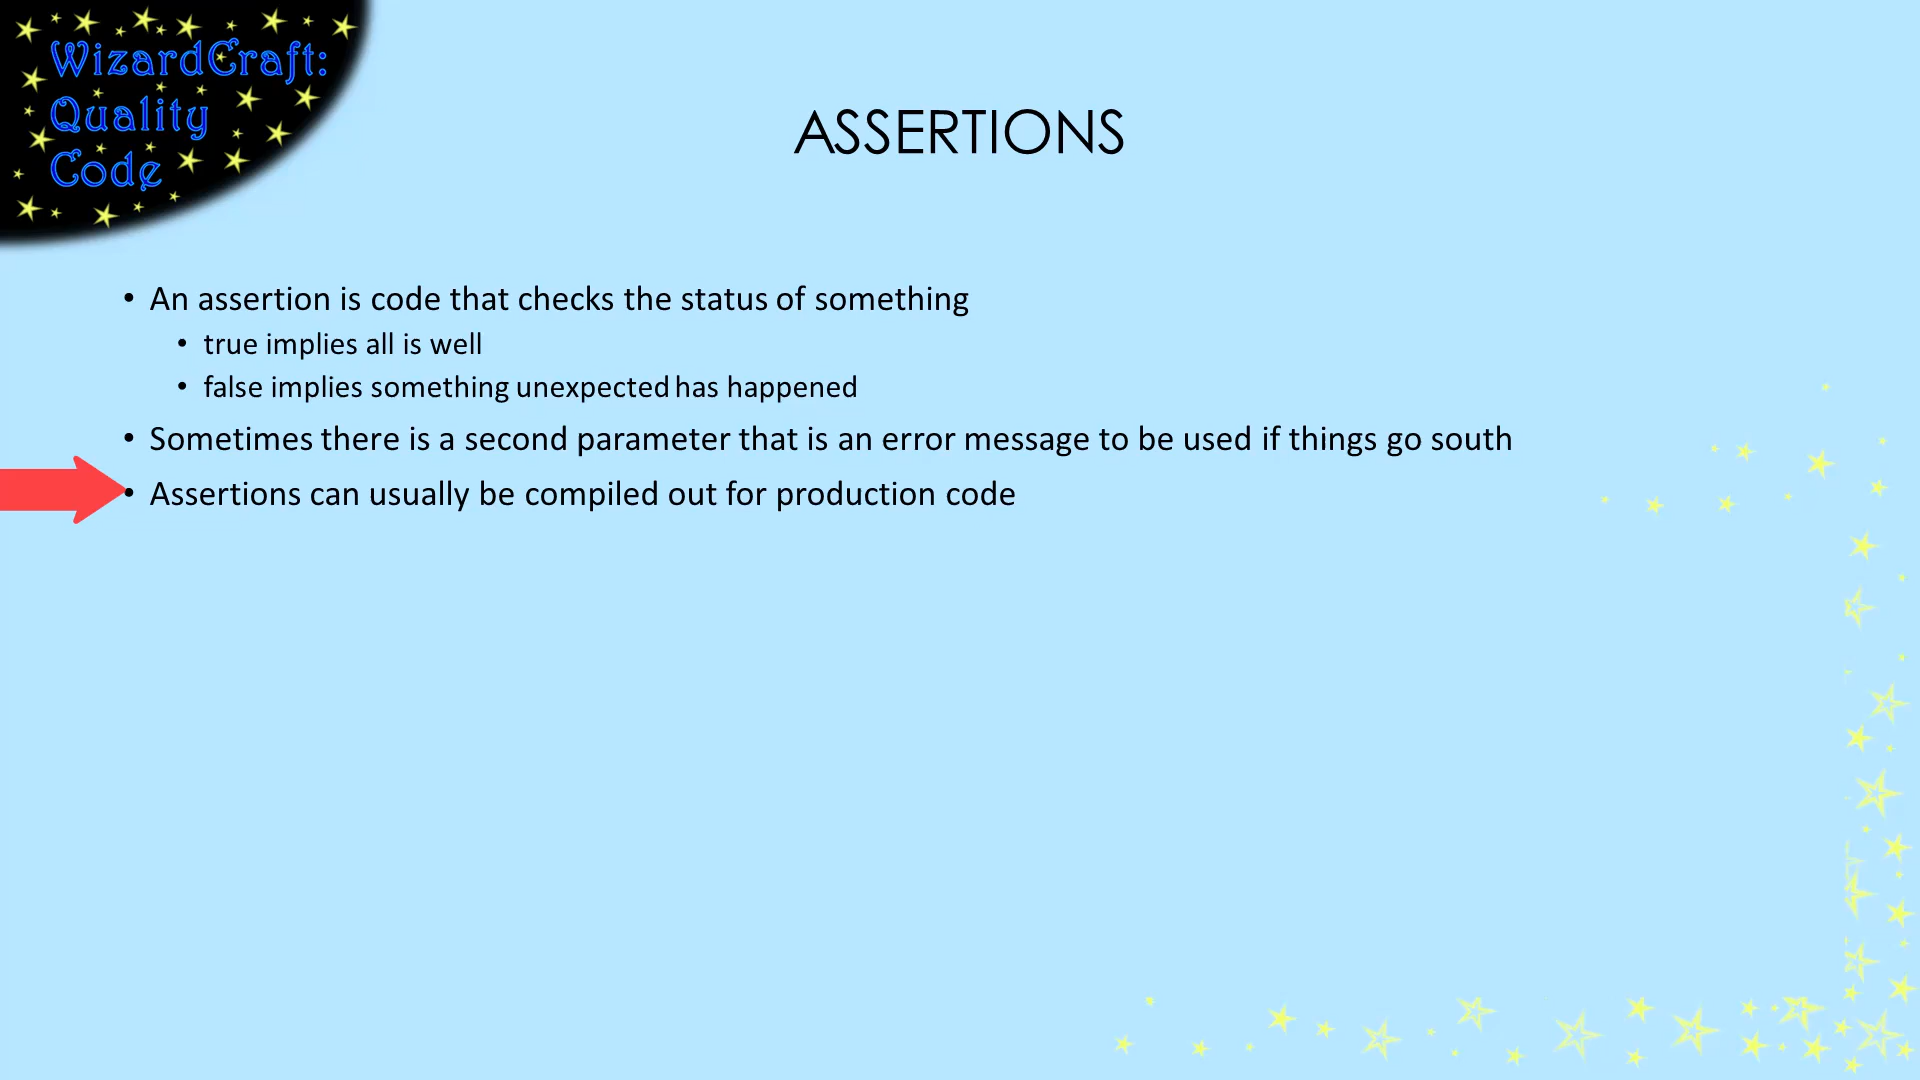 WizardCraft:
Quality
Code
ASSERTIONS
• An assertion is code that checks the status of something
• true implies all is well
• false implies something unexpected has happened
• Sometimes there is a second parameter that is an error message to be used if things go south
• Assertions can usually be compiled out for production code